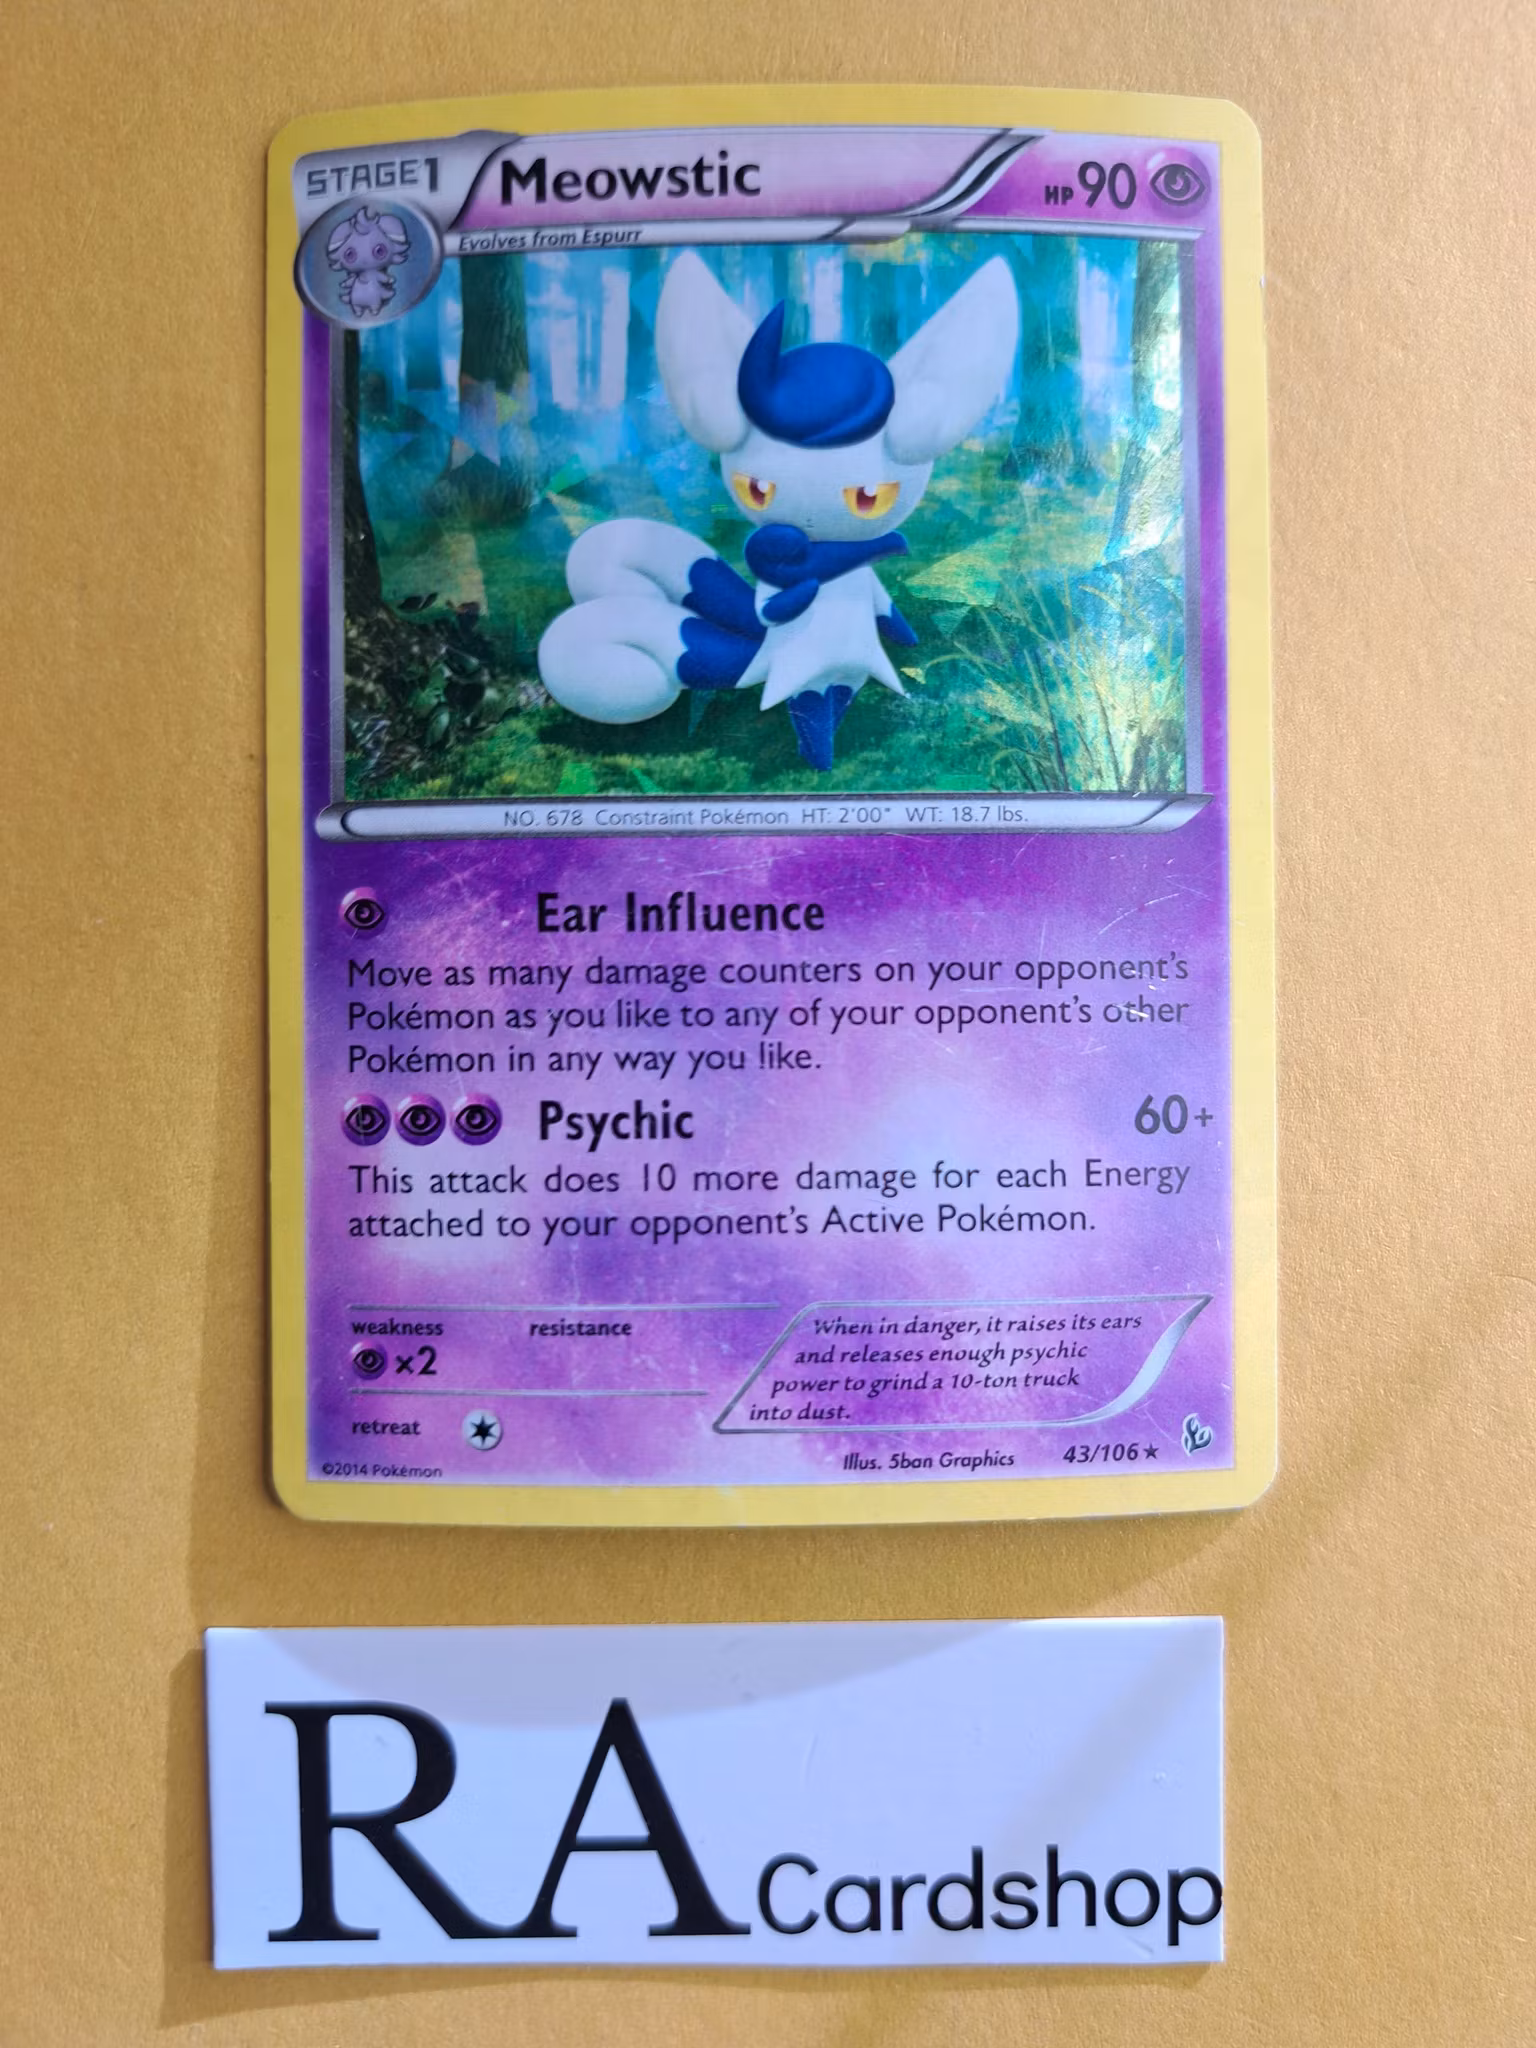 STAGE1
Meowstic
HP 90
Evolves from Espurr
NO. 678 Constraint Pokémon HT: 2'00" WT: 18.7 lbs.
Ear Influence
Move as many damage counters on your opponent's
Pokémon as you like to any of your opponent's other
Pokémon in any way you like.
Psychic 60+
This attack does 10 more damage for each Energy
attached to your opponent's Active Pokémon.
weakness resistance
×2
retreat
When in danger, it raises its ears
and releases enough psychic
power to grind a 10-ton truck
into dust.
©2014 Pokémon
Illus. 5ban Graphics 43/106★
RA Cardshop